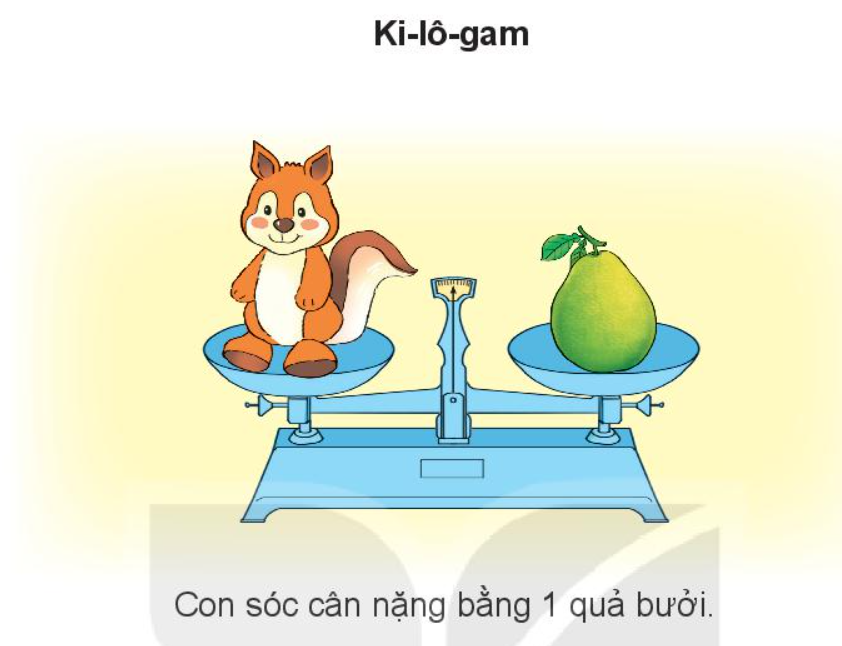 Ki-lô-gam
Con sóc cân nặng bằng 1 quả bưởi.